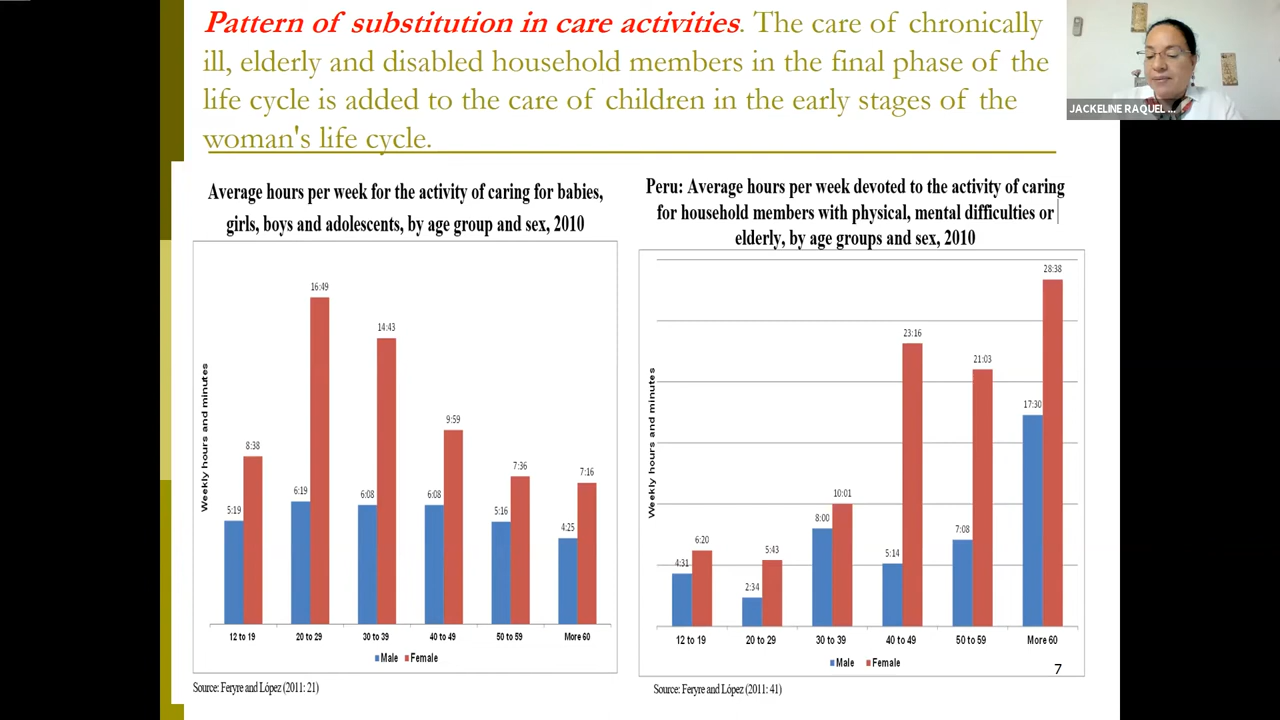 Pattern of substitution in care activities. The care of chronically
ill, elderly and disabled household members in the final phase of the
life cycle is added to the care of children in the early stages of the
woman's life cycle.
JACKELINE RAQUEL ...
Average hours per week for the activity of caring for babies,
girls, boys and adolescents, by age group and sex, 2010
Weekly hours and minutes
5:19 8:38 6:19 16:49 6:08 14:43 6:08 9:59 5:16 7:36 4:25 7:16
12 to 19 20 to 29 30 to 39 40 to 49 50 to 59 More 60
Male Female
Source: Feryre and López (2011: 21)
Peru: Average hours per week devoted to the activity of caring
for household members with physical, mental difficulties or
elderly, by age groups and sex, 2010
Weekly hours and minutes
4:31 6:20 2:34 5:43 8:00 10:01 5:14 23:16 7:08 21:03 17:30 28:38
12 to 19 20 to 29 30 to 39 40 to 49 50 to 59 More 60
Male Female
7
Source: Feryre and López (2011: 41)